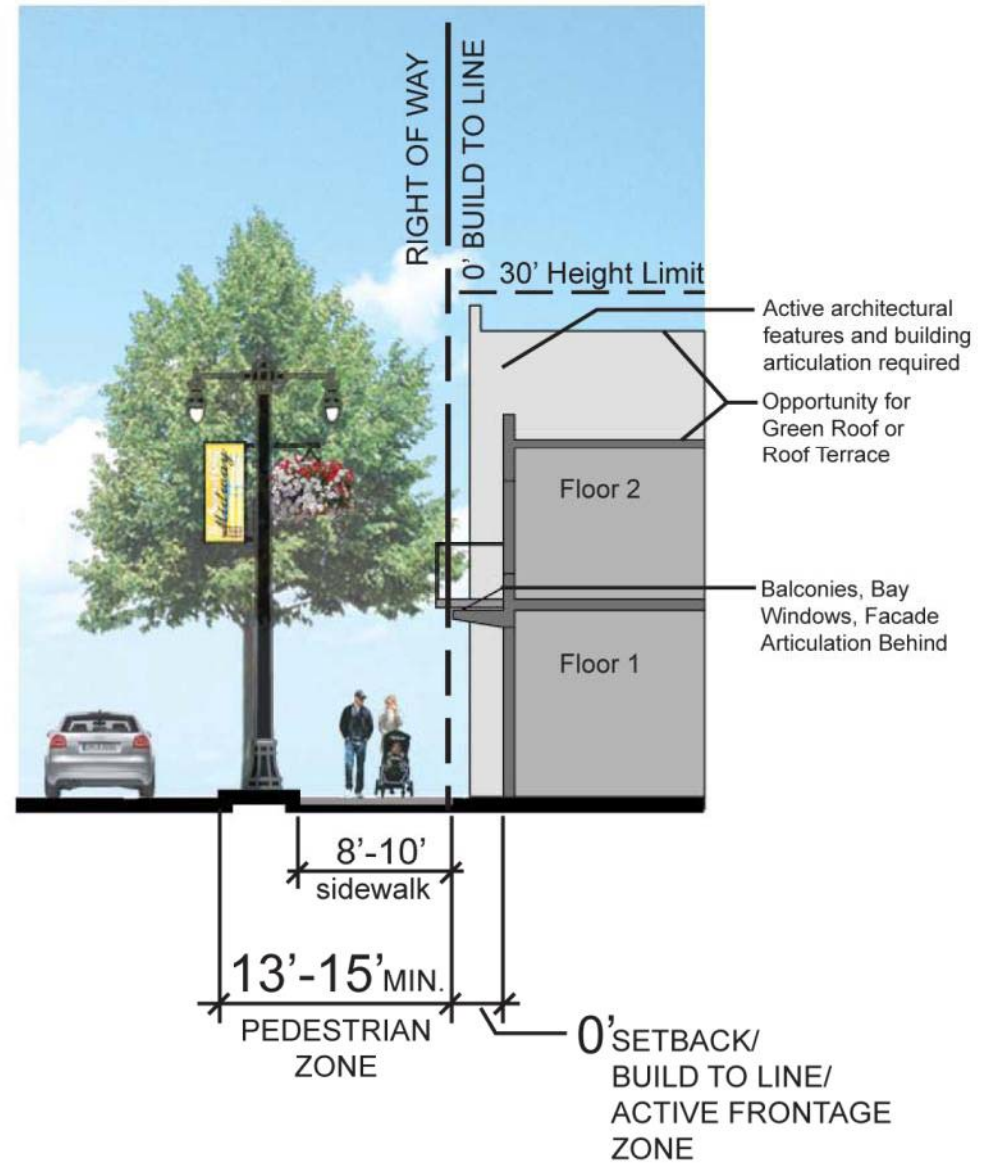 RIGHT OF WAY
0' BUILD TO LINE
30' Height Limit
Active architectural
features and building
articulation required
Opportunity for
Green Roof or
Roof Terrace
Midway
Floor 2
Balconies, Bay
Windows, Facade
Articulation Behind
Floor 1
8'-10'
sidewalk
13'-15' MIN.
PEDESTRIAN
ZONE
0' SETBACK/
BUILD TO LINE/
ACTIVE FRONTAGE
ZONE